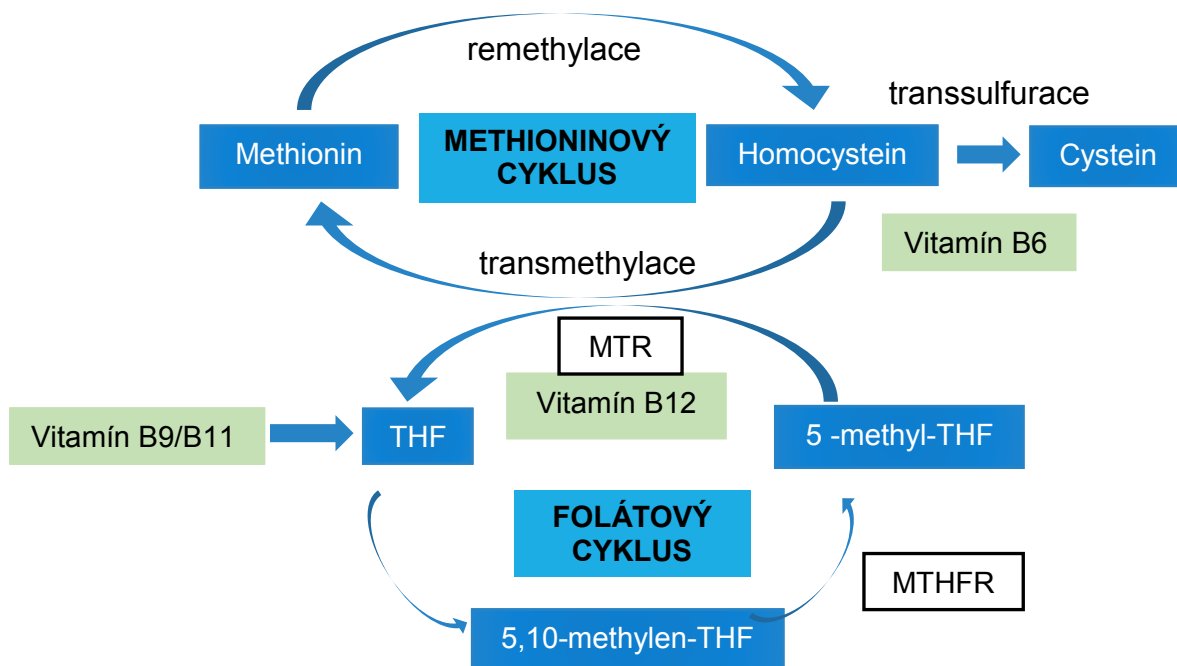 remethylace
transsulfurace
Methionin
METHIONINOVÝ
CYKLUS
Homocystein
Cystein
Vitamín B6
transmethylace
MTR
Vitamín B12
Vitamín B9/B11
THF
5 -methyl-THF
FOLÁTOVÝ
CYKLUS
MTHFR
5,10-methylen-THF